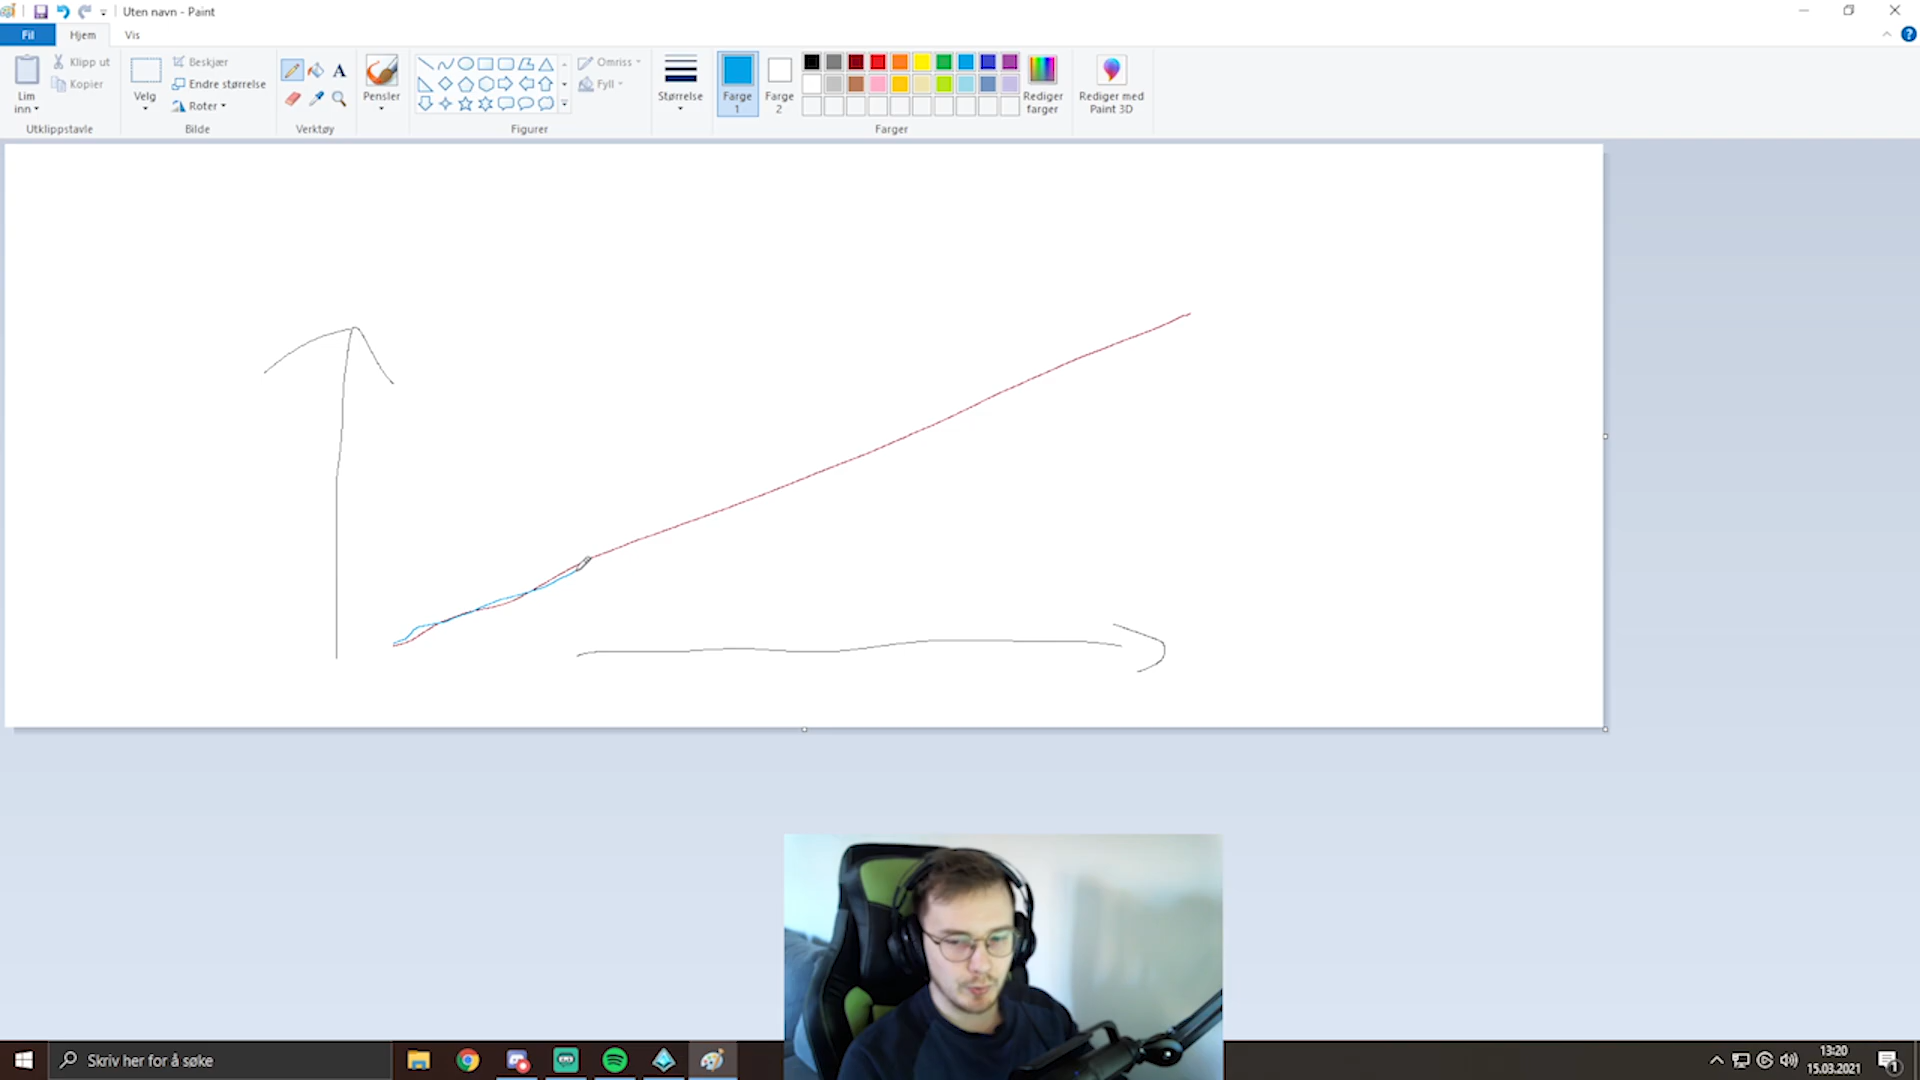 Uten navn - Paint
Fil Hjem Vis
Lim inn
Klipp ut
Kopier
Utklippstavle
Velg
Beskjær
Endre størrelse
Roter
Bilde
A
Verktøy
Pensler
Figurer
Omriss
Fyll
Størrelse
Farge 1
Farge 2
Rediger farger
Farger
Rediger med Paint 3D
Skriv her for å søke
13:20
15.03.2021
1